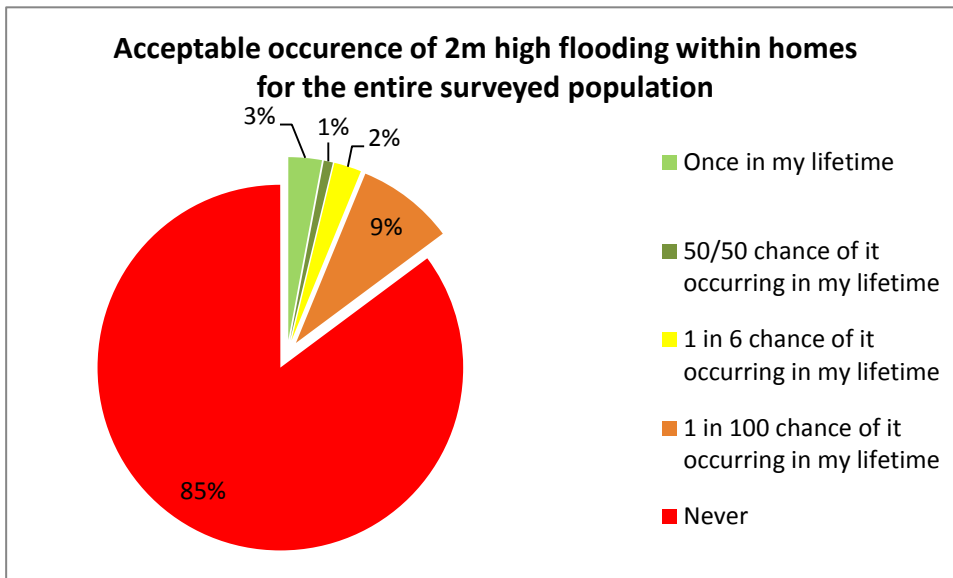 Acceptable occurence of 2m high flooding within homes
for the entire surveyed population
3%
1%
2%
9%
85%
Once in my lifetime
50/50 chance of it
occurring in my lifetime
1 in 6 chance of it
occurring in my lifetime
1 in 100 chance of it
occurring in my lifetime
Never